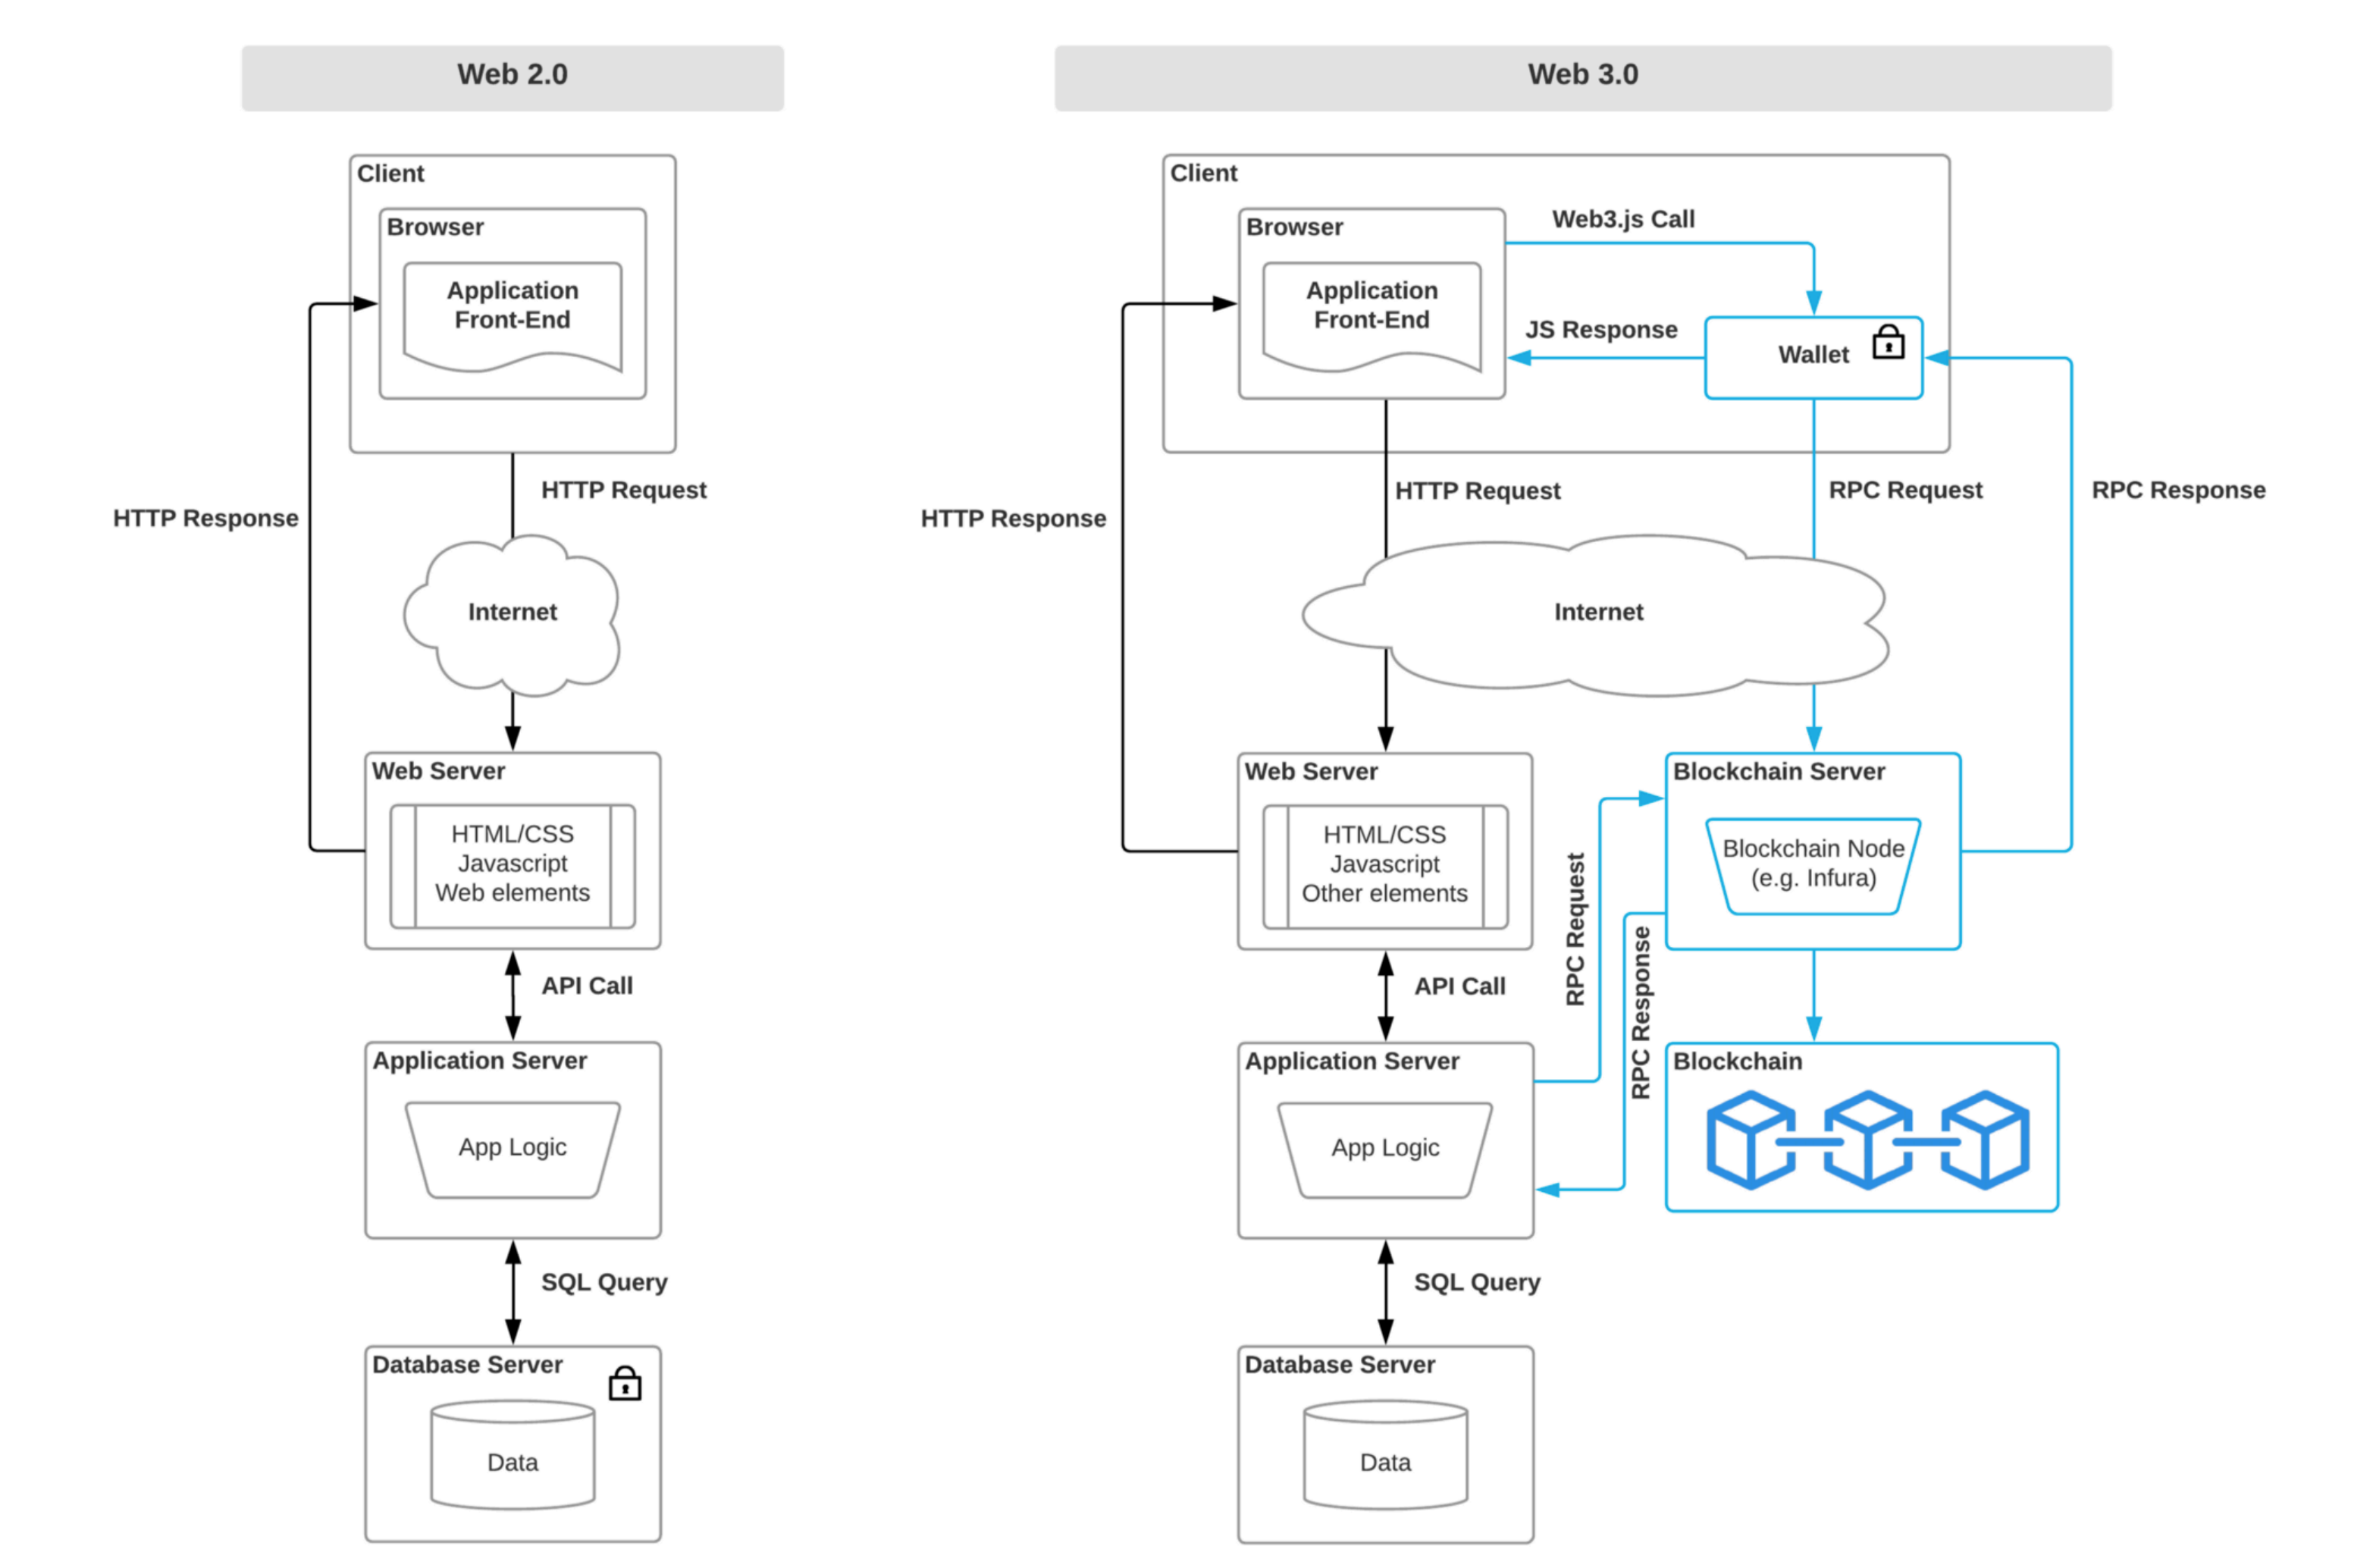 Web 2.0
Client
Browser
Application
Front-End
HTTP Request
HTTP Response
Internet
Web Server
HTML/CSS
Javascript
Web elements
API Call
Application Server
App Logic
SQL Query
Database Server
Data
Web 3.0
Client
Browser
Application
Front-End
Web3.js Call
JS Response
Wallet
HTTP Request
RPC Request
RPC Response
HTTP Response
Internet
Web Server
HTML/CSS
Javascript
Other elements
Blockchain Server
Blockchain Node
(e.g. Infura)
RPC Request
RPC Response
API Call
Application Server
App Logic
Blockchain
SQL Query
Database Server
Data